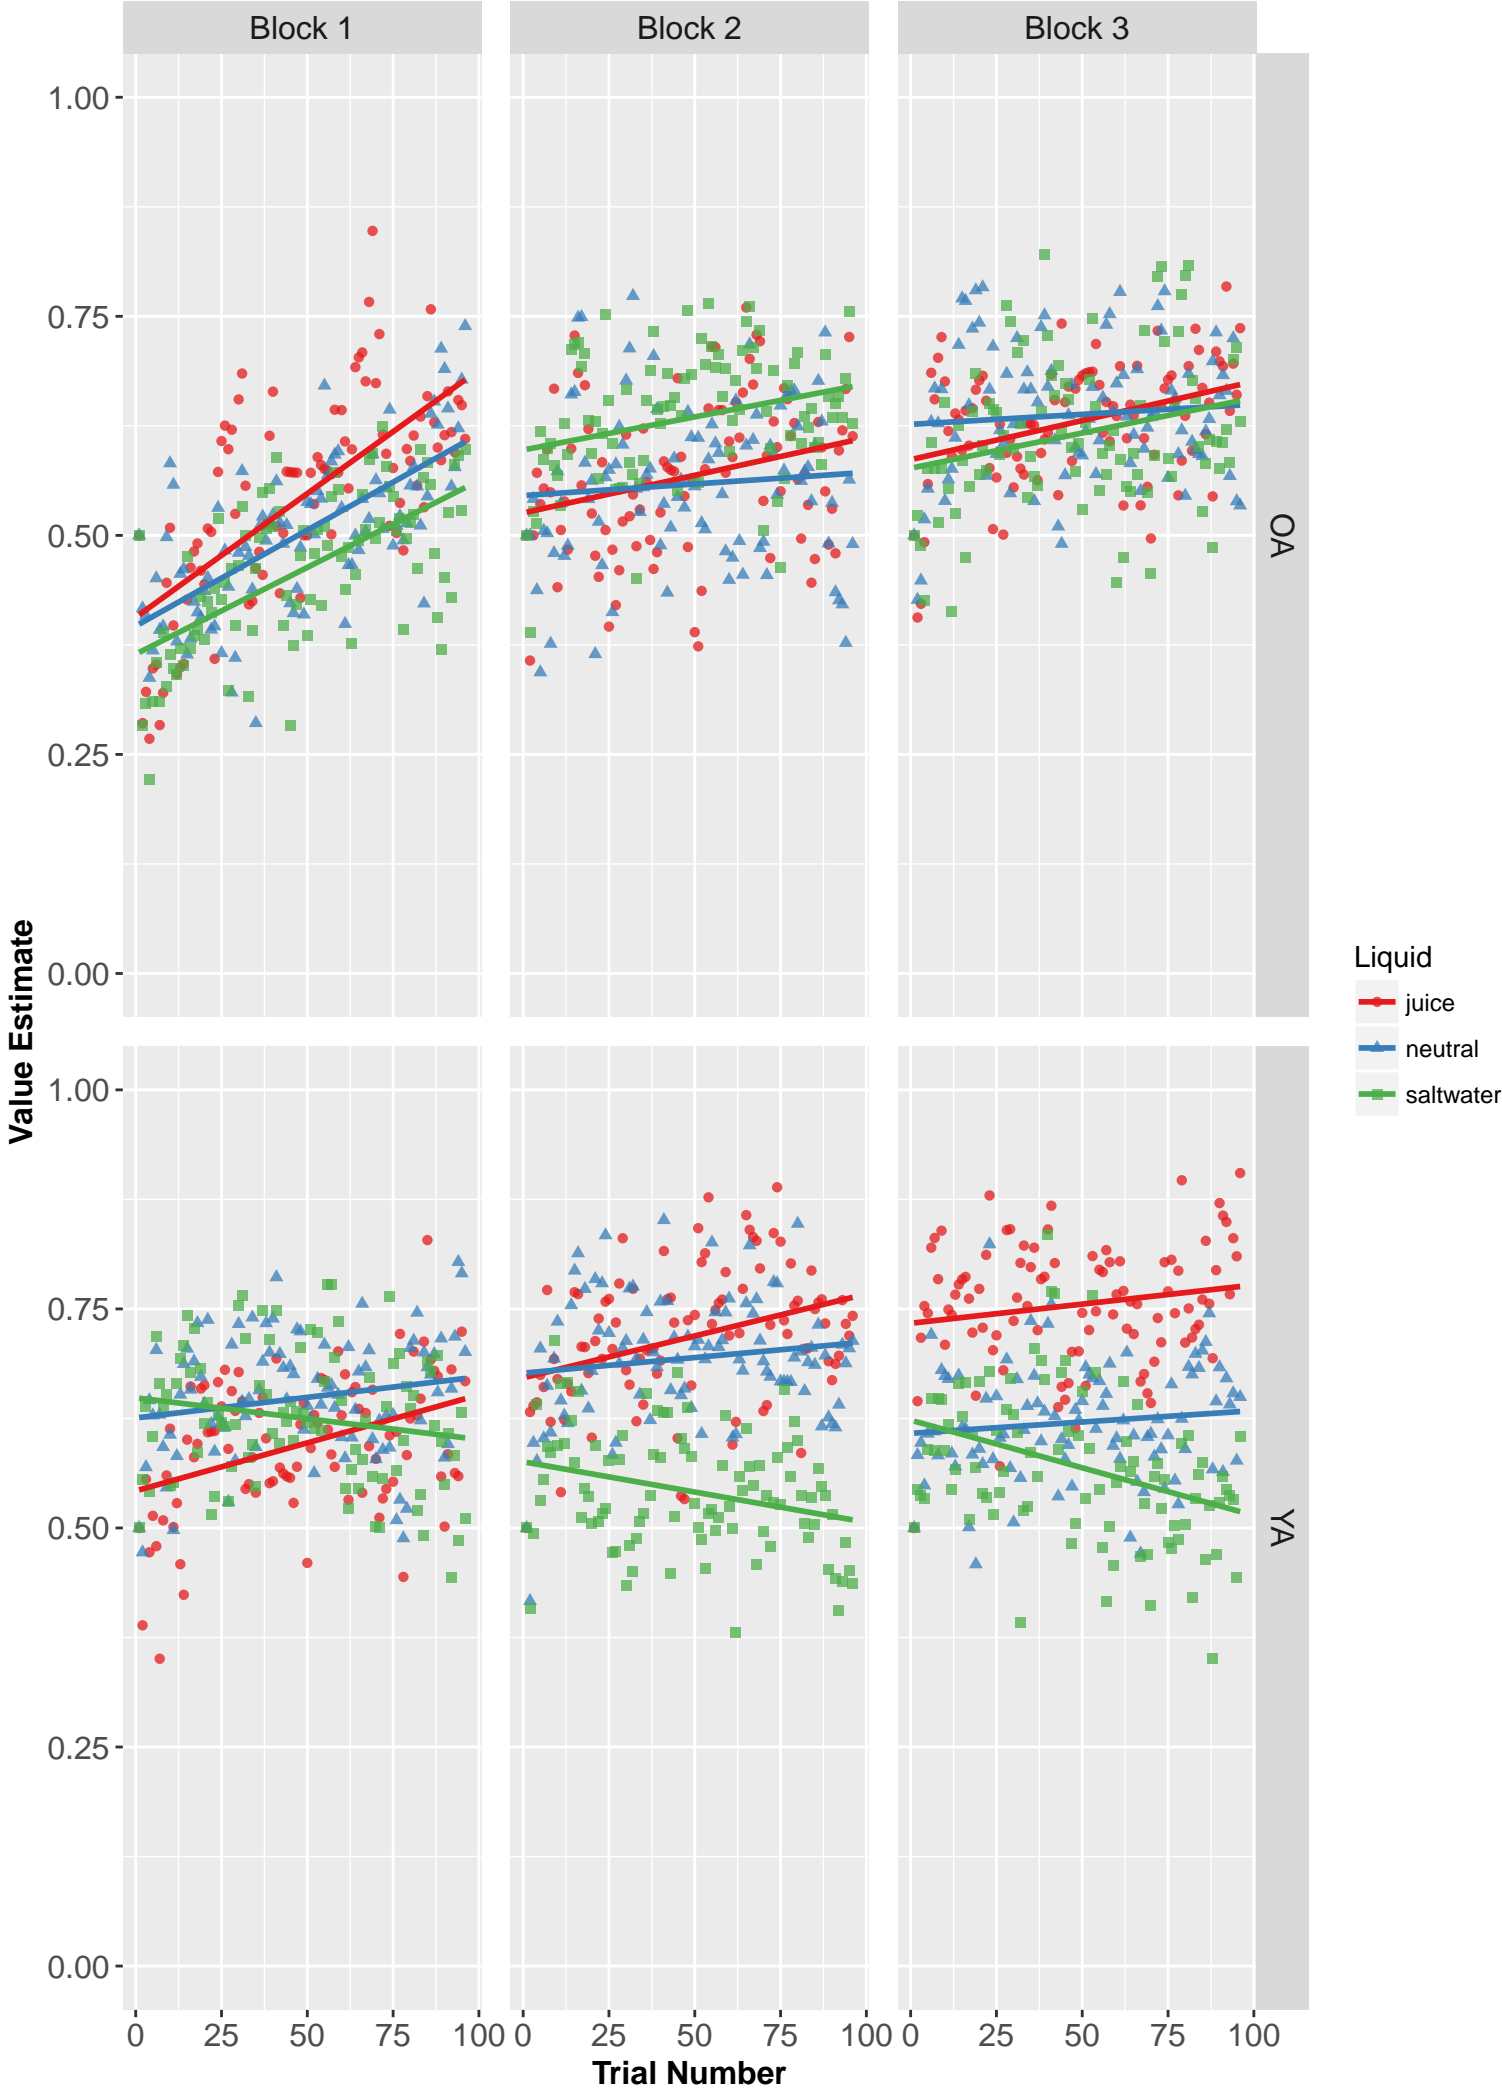 Block 1 Block 2 Block 3
1.00
0.75
0.50
0.25
0.00
OA
Value Estimate
Liquid
juice
neutral
saltwater
1.00
0.75
0.50
0.25
0.00
YA
0 25 50 75 100 0 25 50 75 100 0 25 50 75 100
Trial Number